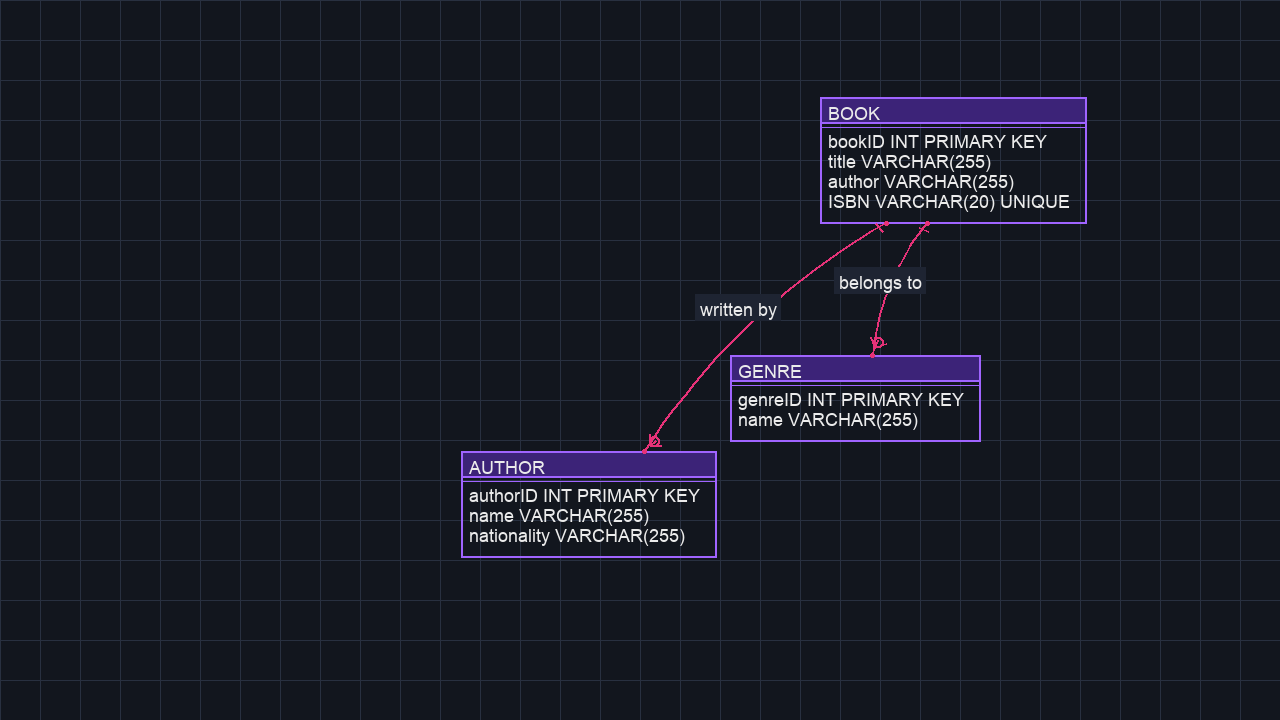 BOOK
bookID INT PRIMARY KEY
title VARCHAR(255)
author VARCHAR(255)
ISBN VARCHAR(20) UNIQUE
belongs to
written by
GENRE
genreID INT PRIMARY KEY
name VARCHAR(255)
AUTHOR
authorID INT PRIMARY KEY
name VARCHAR(255)
nationality VARCHAR(255)